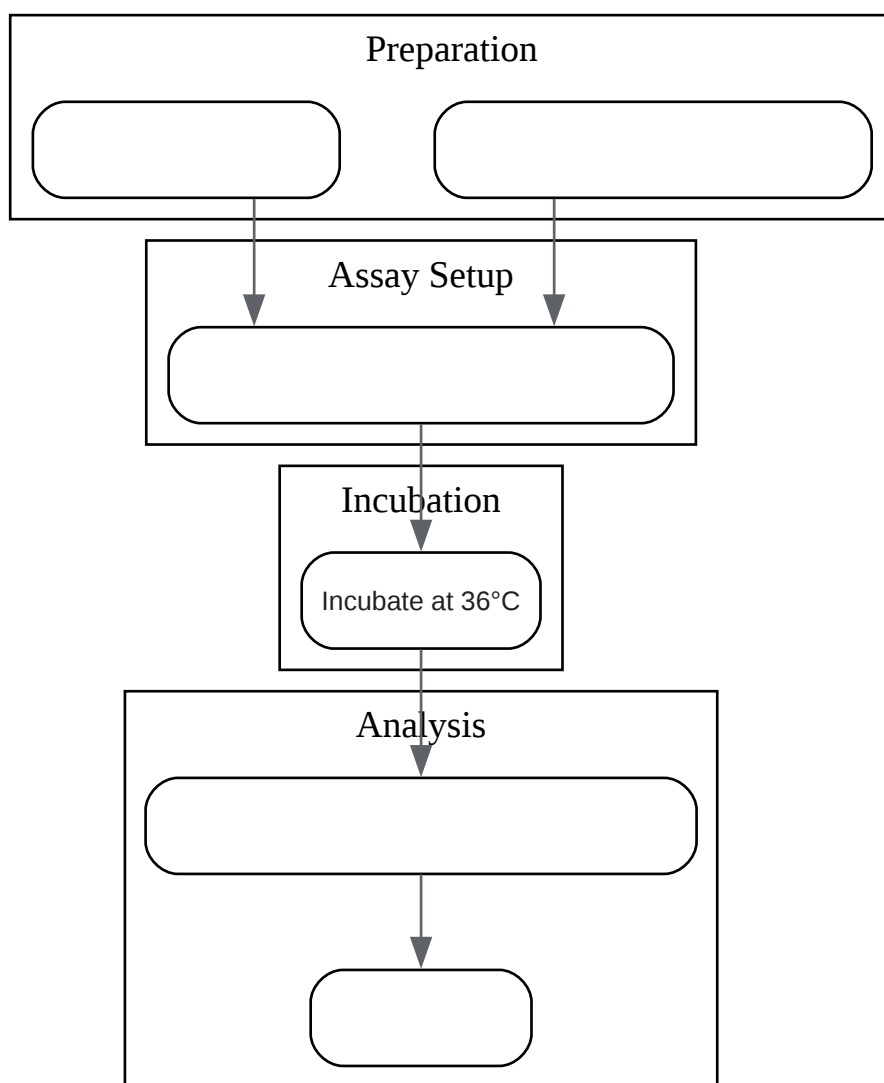 Preparation
Assay Setup
Incubation
Incubate at 36°C
Analysis